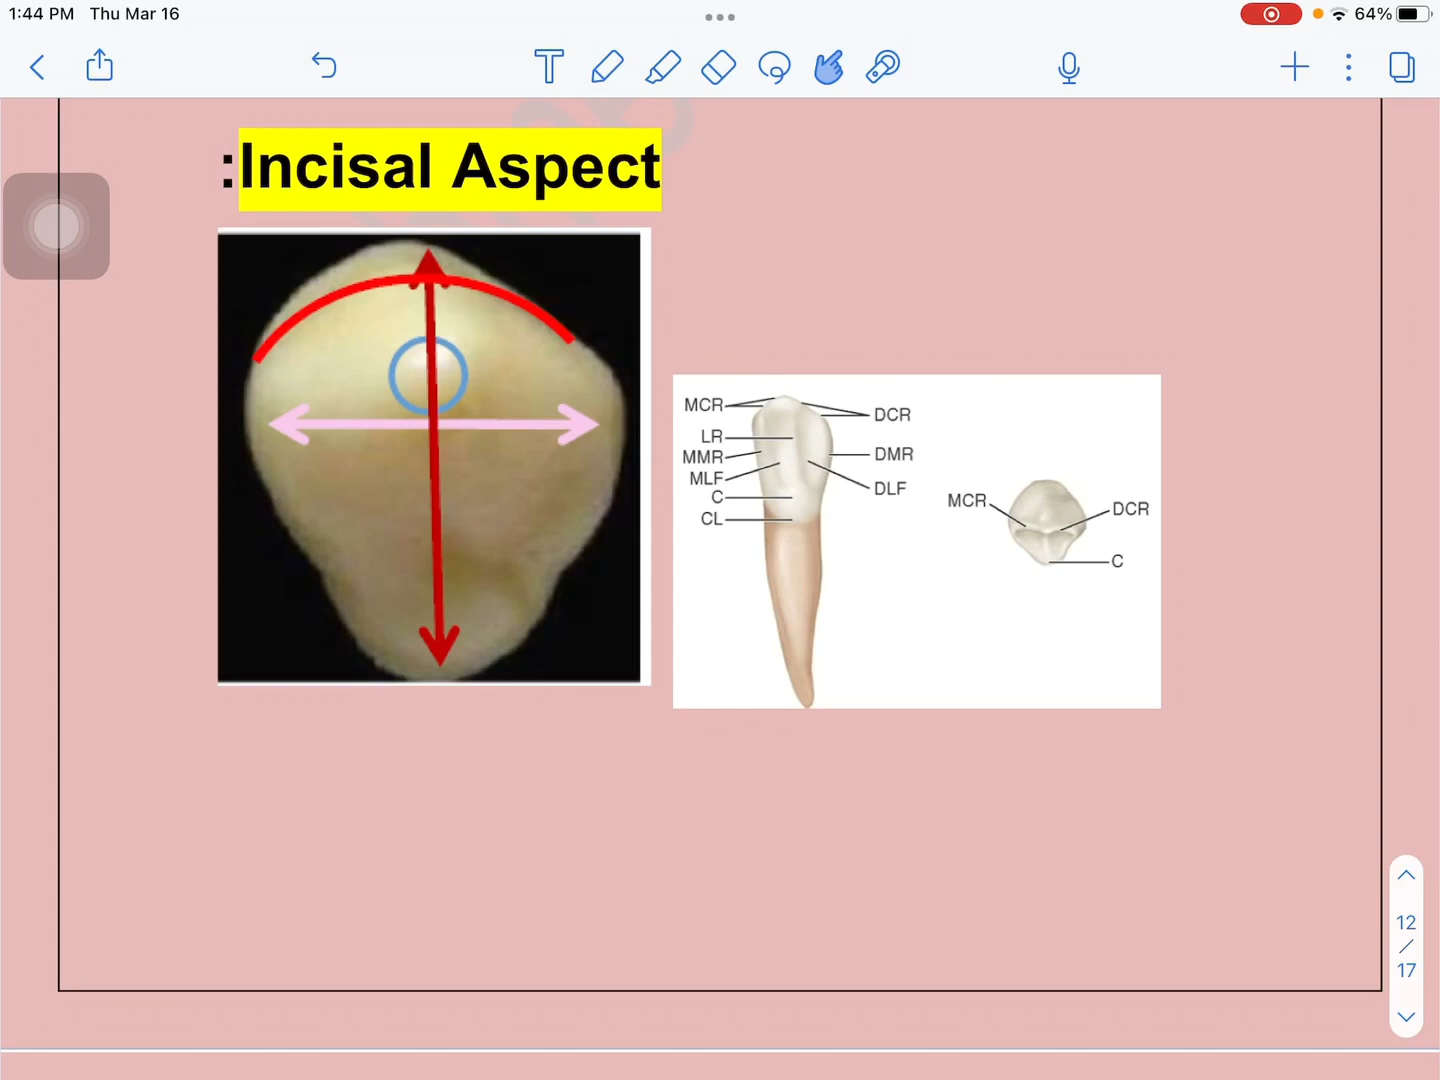 1:44 PM Thu Mar 16
64%
:Incisal Aspect
MCR
DCR
LR
MMR
DMR
MLF
DLF
C
CL
MCR
DCR
C
12
/
17